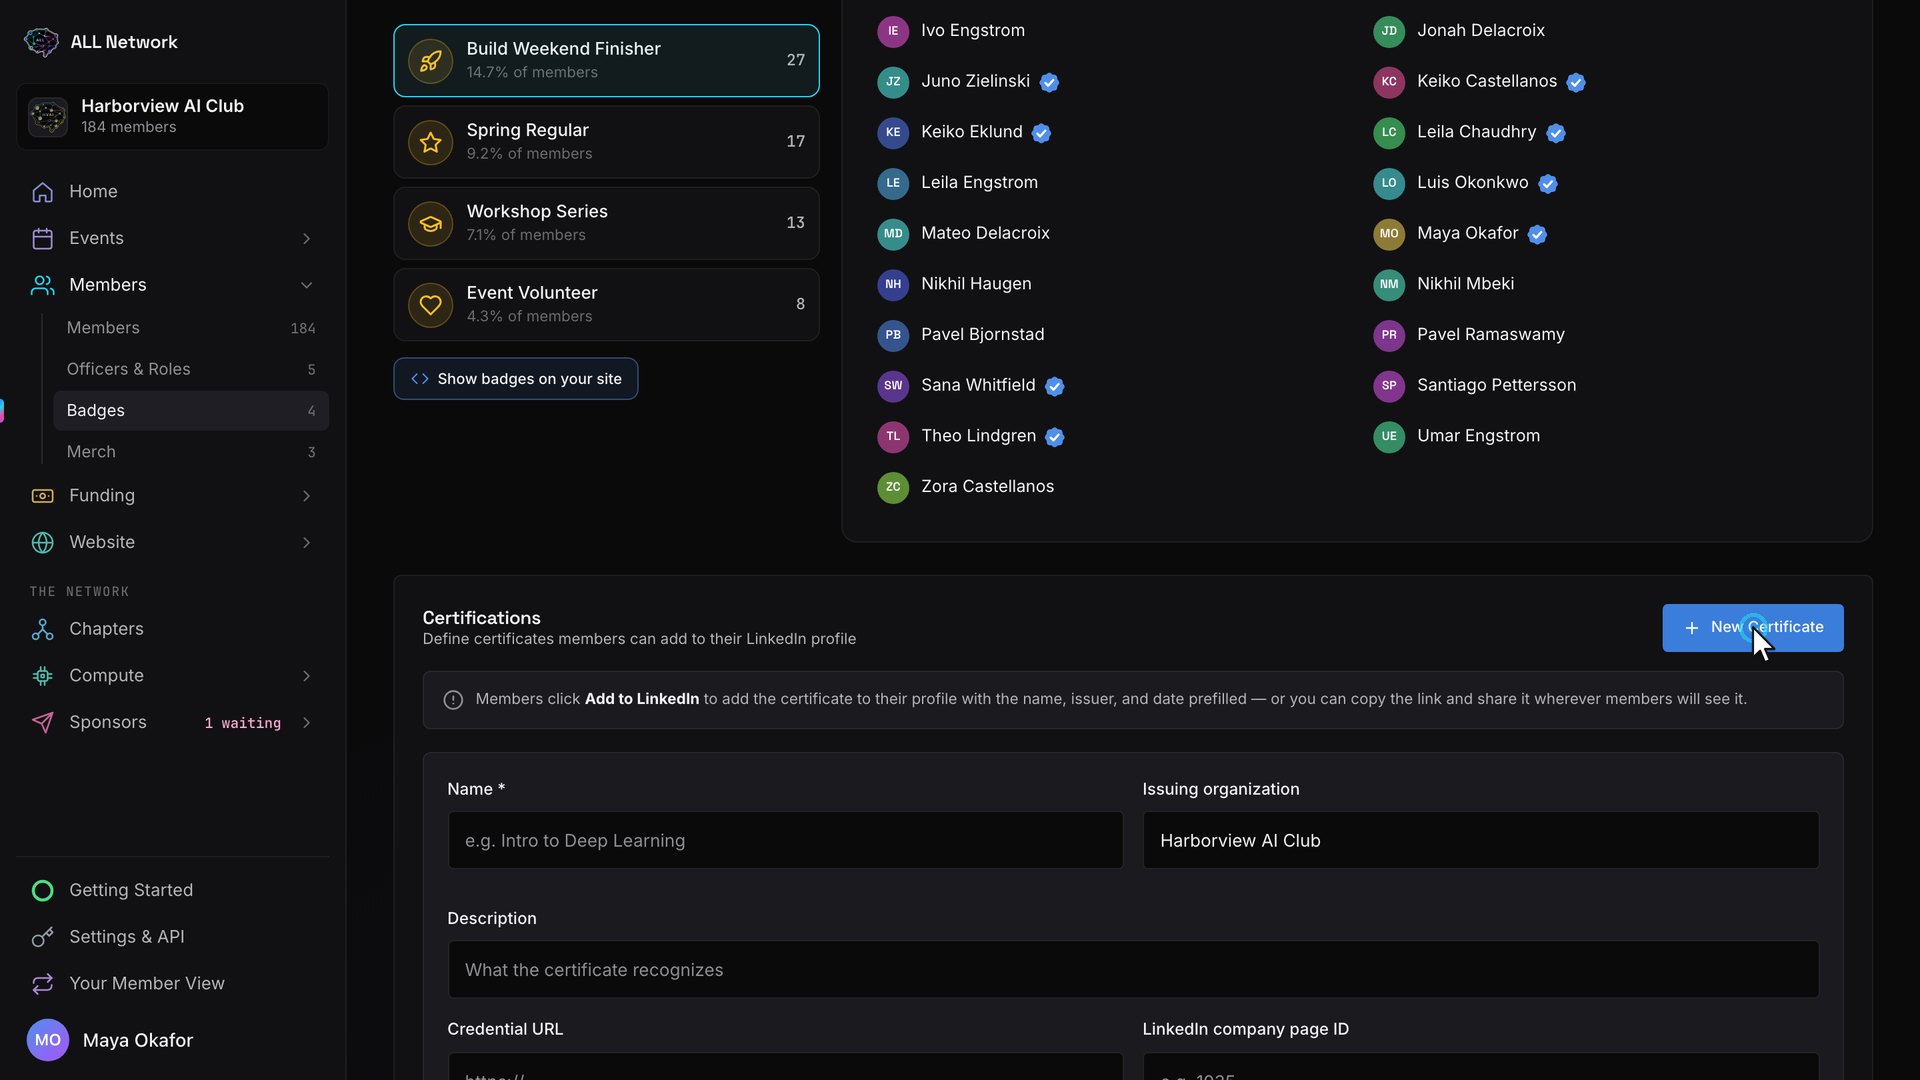 ALL Network
Harborview AI Club
184 members
Home
Events
Members
Members 184
Officers & Roles 5
Badges 4
Merch 3
Funding
Website
THE NETWORK
Chapters
Compute
Sponsors 1 waiting
Getting Started
Settings & API
Your Member View
MO Maya Okafor
Build Weekend Finisher
14.7% of members
27
Spring Regular
9.2% of members
17
Workshop Series
7.1% of members
13
Event Volunteer
4.3% of members
8
Show badges on your site
IE Ivo Engstrom
JD Jonah Delacroix
JZ Juno Zielinski
KC Keiko Castellanos
KE Keiko Eklund
LC Leila Chaudhry
LE Leila Engstrom
LO Luis Okonkwo
MD Mateo Delacroix
MO Maya Okafor
NH Nikhil Haugen
NM Nikhil Mbeki
PB Pavel Bjornstad
PR Pavel Ramaswamy
SW Sana Whitfield
SP Santiago Pettersson
TL Theo Lindgren
UE Umar Engstrom
ZC Zora Castellanos
Certifications
Define certificates members can add to their LinkedIn profile
New Certificate
Members click Add to LinkedIn to add the certificate to their profile with the name, issuer, and date prefilled — or you can copy the link and share it wherever members will see it.
Name *
e.g. Intro to Deep Learning
Issuing organization
Harborview AI Club
Description
What the certificate recognizes
Credential URL
https://
LinkedIn company page ID
e.g. 1035